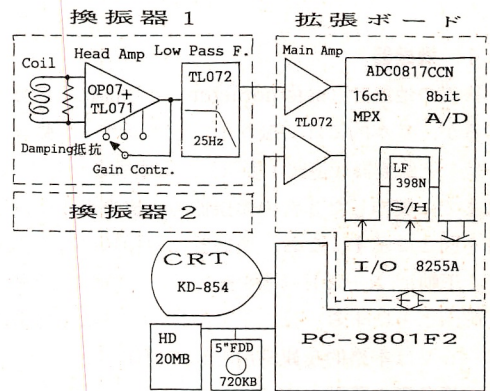 換振器1
拡張ボード
Head Amp
Low Pass F.
Main Amp
Coil
OP07+
TL071
TL072
25Hz
Damping抵抗
Gain Contr.
TL072
ADC0817CCN
16ch 8bit
MPX A/D
LF
398N
S/H
換振器2
I/O 8255A
CRT
KD-854
HD
20MB
5"FDD
720KB
PC-9801F2